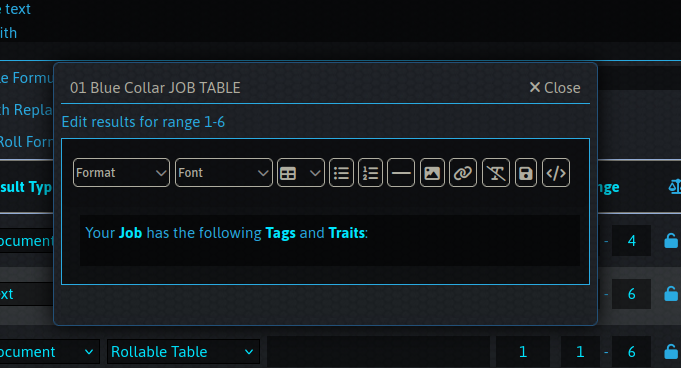 e text
ith
01 Blue Collar JOB TABLE
Close
le Formu
Edit results for range 1-6
th Repla
Roll Form
Format
Font
sult Typ
nge
Your Job has the following Tags and Traits:
ocument
- 4
xt
- 6
ocument Rollable Table 1 1 - 6